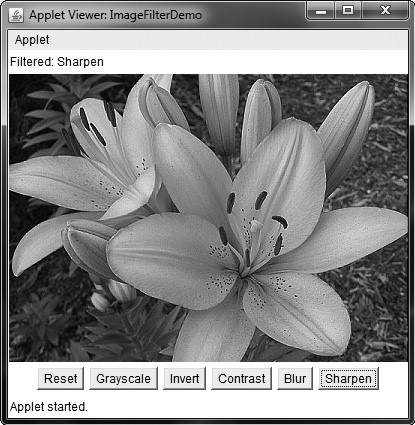 Applet Viewer: ImageFilterDemo
Applet
Filtered: Sharpen
Reset Grayscale Invert Contrast Blur Sharpen
Applet started.